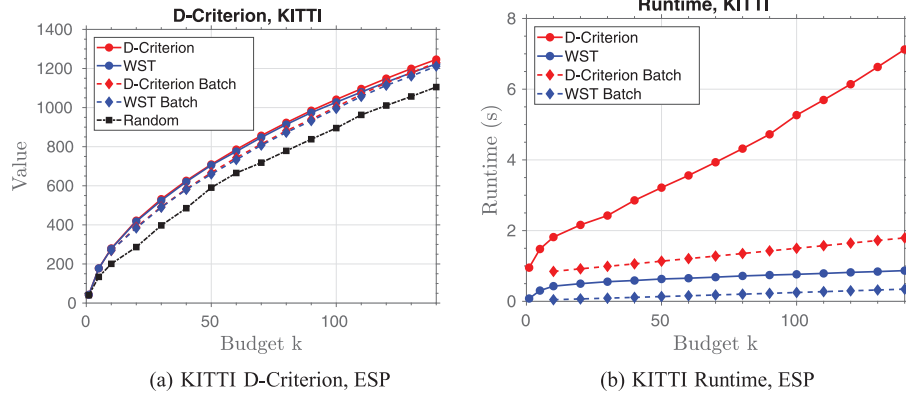 D-Criterion, KITTI
1400
1200
1000
800
600
400
200
0
Value
D-Criterion
WST
D-Criterion Batch
WST Batch
Random
0
50
100
Budget k
(a) KITTI D-Criterion, ESP
Runtime, KITTI
8
6
4
2
0
Runtime (s)
D-Criterion
WST
D-Criterion Batch
WST Batch
0
50
100
Budget k
(b) KITTI Runtime, ESP